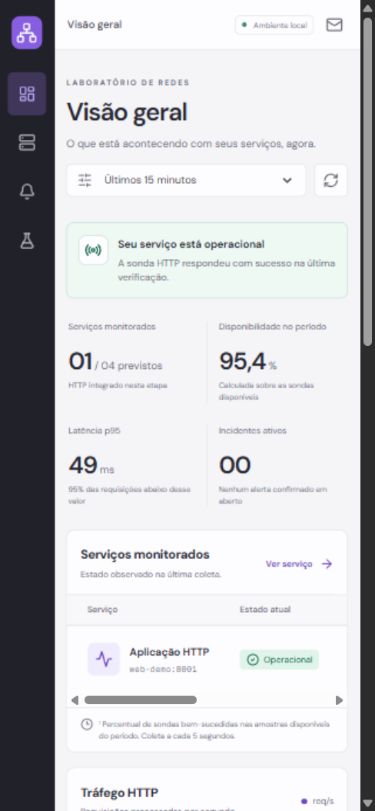 Visão geral
Ambiente local
LABORATÓRIO DE REDES
Visão geral
O que está acontecendo com seus serviços, agora.
Últimos 15 minutos
Seu serviço está operacional
A sonda HTTP respondeu com sucesso na última
verificação.
Serviços monitorados
01 / 04 previstos
HTTP integrado nesta etapa
Disponibilidade no período
95,4 %
Calculada sobre as sondas
disponíveis
Latência p95
49 ms
95% das requisições abaixo desse
valor
Incidentes ativos
00
Nenhum alerta confirmado em
aberto
Serviços monitorados
Estado observado na última coleta.
Ver serviço
Serviço
Estado atual
Aplicação HTTP
web-demo:8001
Operacional
¹ Percentual de sondas bem-sucedidas nas amostras disponíveis
do período. Coleta a cada 5 segundos.
Tráfego HTTP
req/s